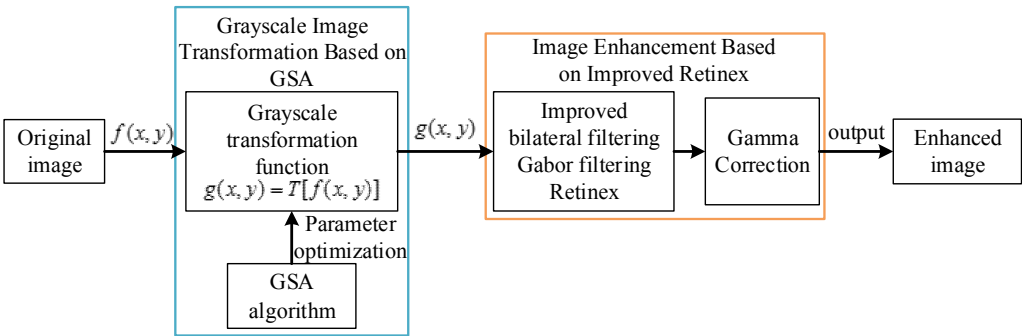 Original
image
f(x, y)
Grayscale Image
Transformation Based on
GSA
Grayscale
transformation
function
g(x, y) = T[f(x, y)]
Parameter
optimization
GSA
algorithm
g(x, y)
Image Enhancement Based
on Improved Retinex
Improved
bilateral filtering
Gabor filtering
Retinex
Gamma
Correction
output
Enhanced
image